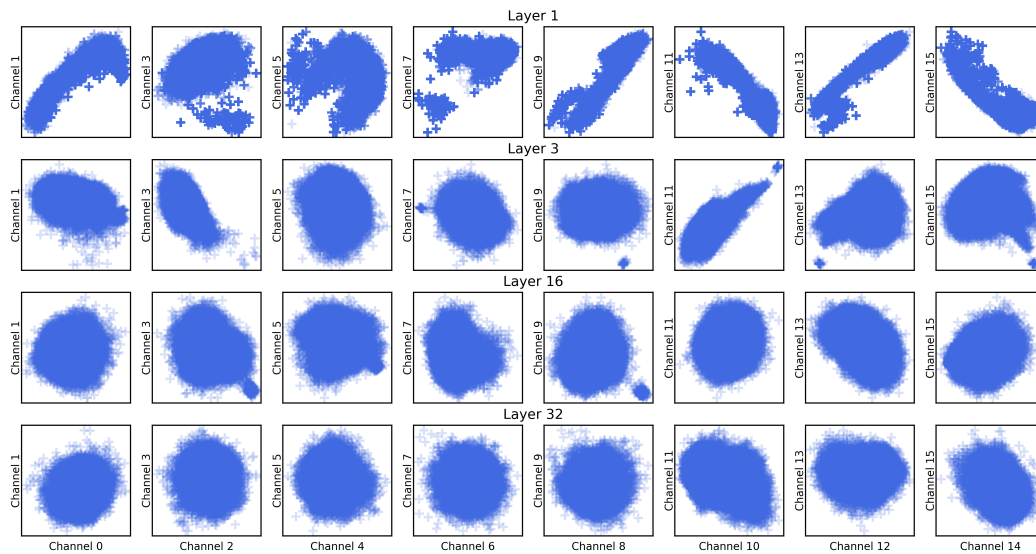 Layer 1
Channel 1
Channel 3
Channel 5
Channel 7
Channel 9
Channel 11
Channel 13
Channel 15
Layer 3
Channel 1
Channel 3
Channel 5
Channel 7
Channel 9
Channel 11
Channel 13
Channel 15
Layer 16
Channel 1
Channel 3
Channel 5
Channel 7
Channel 9
Channel 11
Channel 13
Channel 15
Layer 32
Channel 1
Channel 3
Channel 5
Channel 7
Channel 9
Channel 11
Channel 13
Channel 15
Channel 0
Channel 2
Channel 4
Channel 6
Channel 8
Channel 10
Channel 12
Channel 14